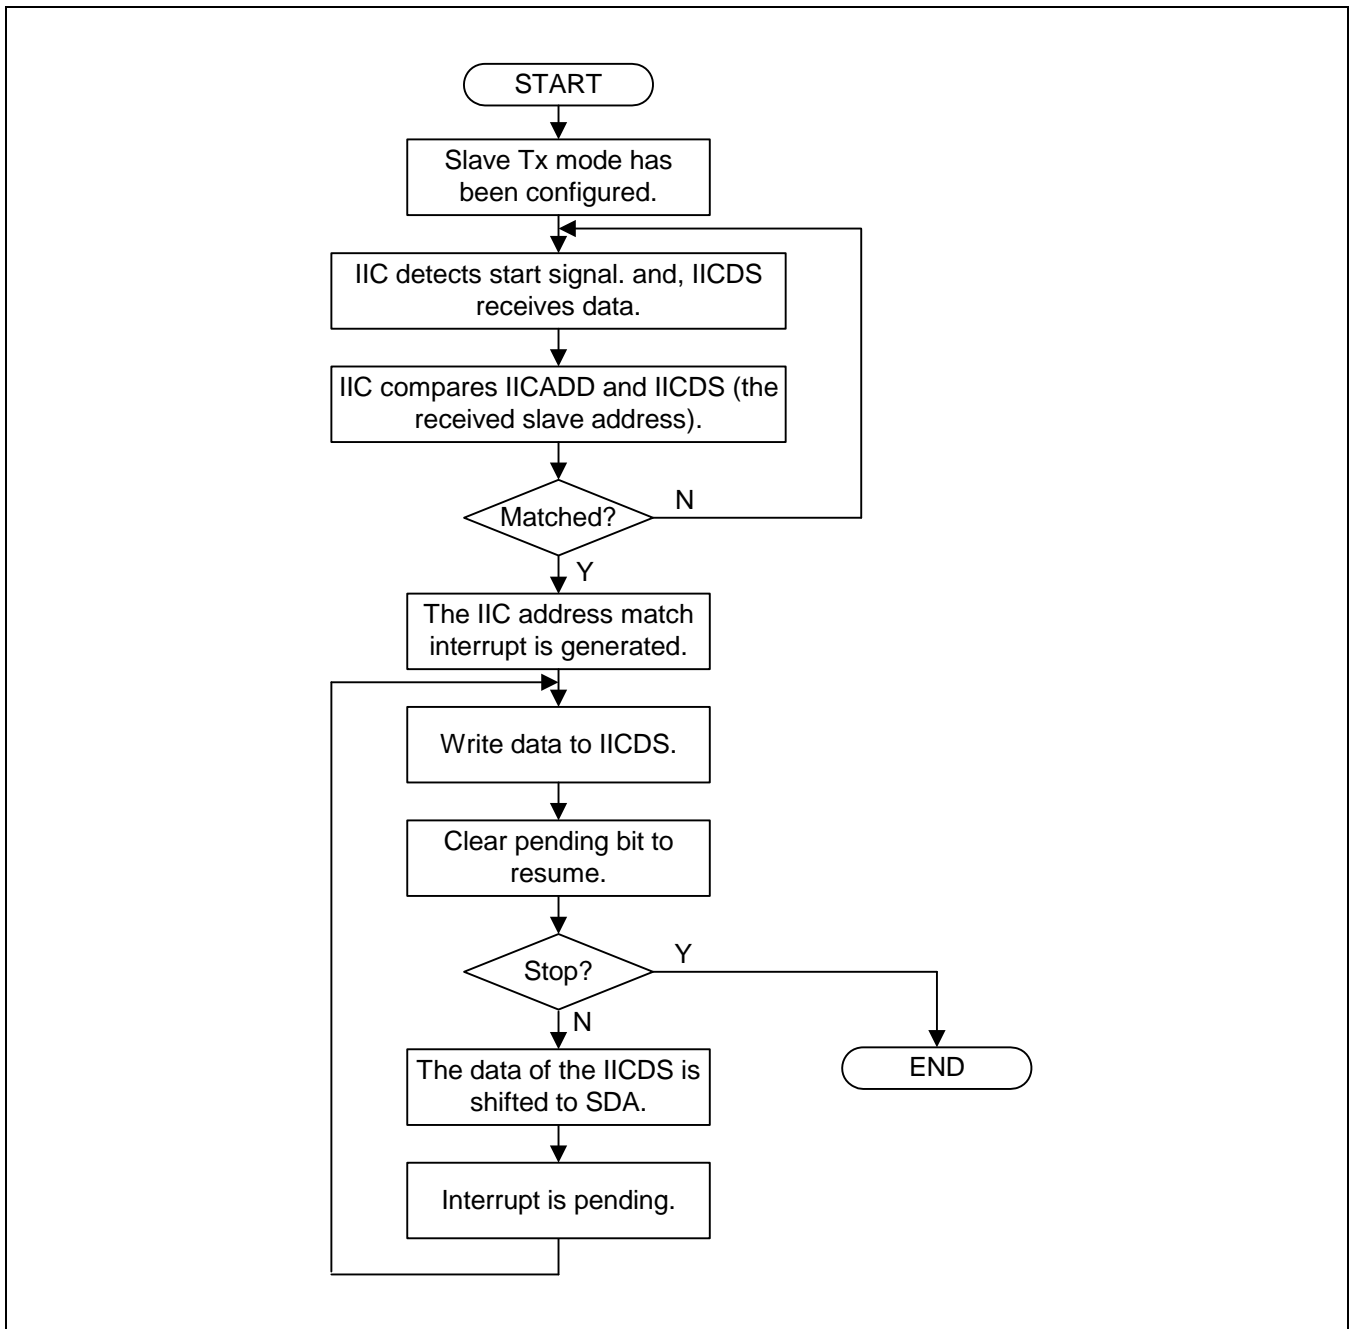 START
Slave Tx mode has
been configured.
IIC detects start signal. and, IICDS
receives data.
IIC compares IICADD and IICDS (the
received slave address).
Matched?
N
Y
The IIC address match
interrupt is generated.
Write data to IICDS.
Clear pending bit to
resume.
Stop?
Y
N
The data of the IICDS is
shifted to SDA.
END
Interrupt is pending.